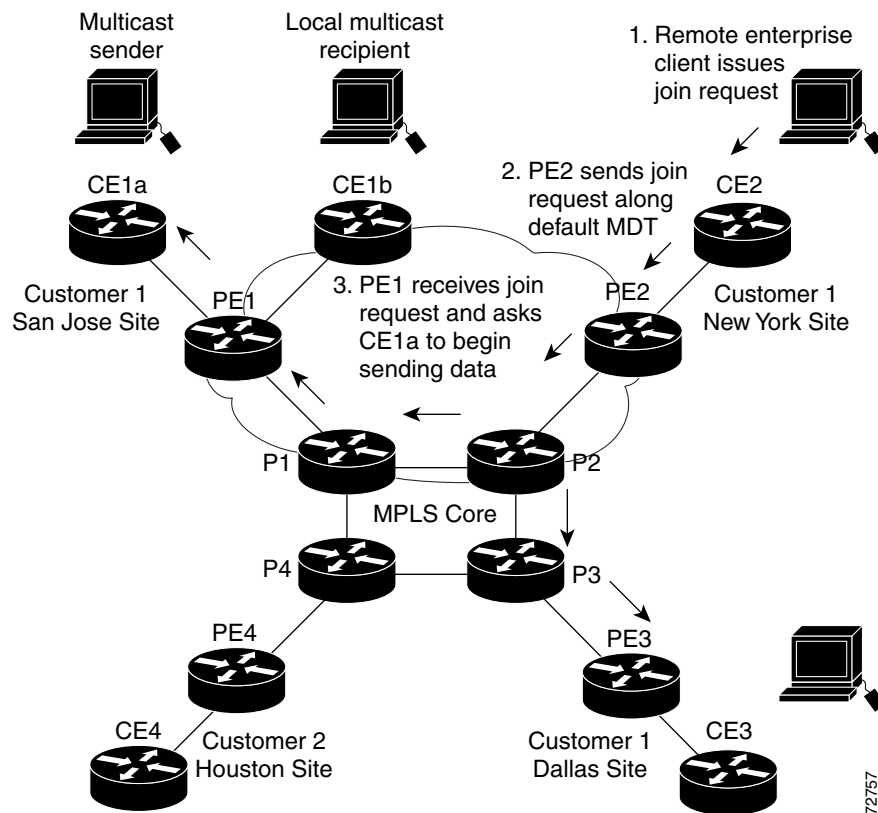 Multicast
sender
Local multicast
recipient
1. Remote enterprise
client issues
join request
CE1a
CE1b
2. PE2 sends join
request along
default MDT
CE2
Customer 1
San Jose Site
PE1
3. PE1 receives join
request and asks
CE1a to begin
sending data
PE2
Customer 1
New York Site
P1
P2
MPLS Core
P4
P3
PE4
PE3
CE4
Customer 2
Houston Site
Customer 1
Dallas Site
CE3
72757